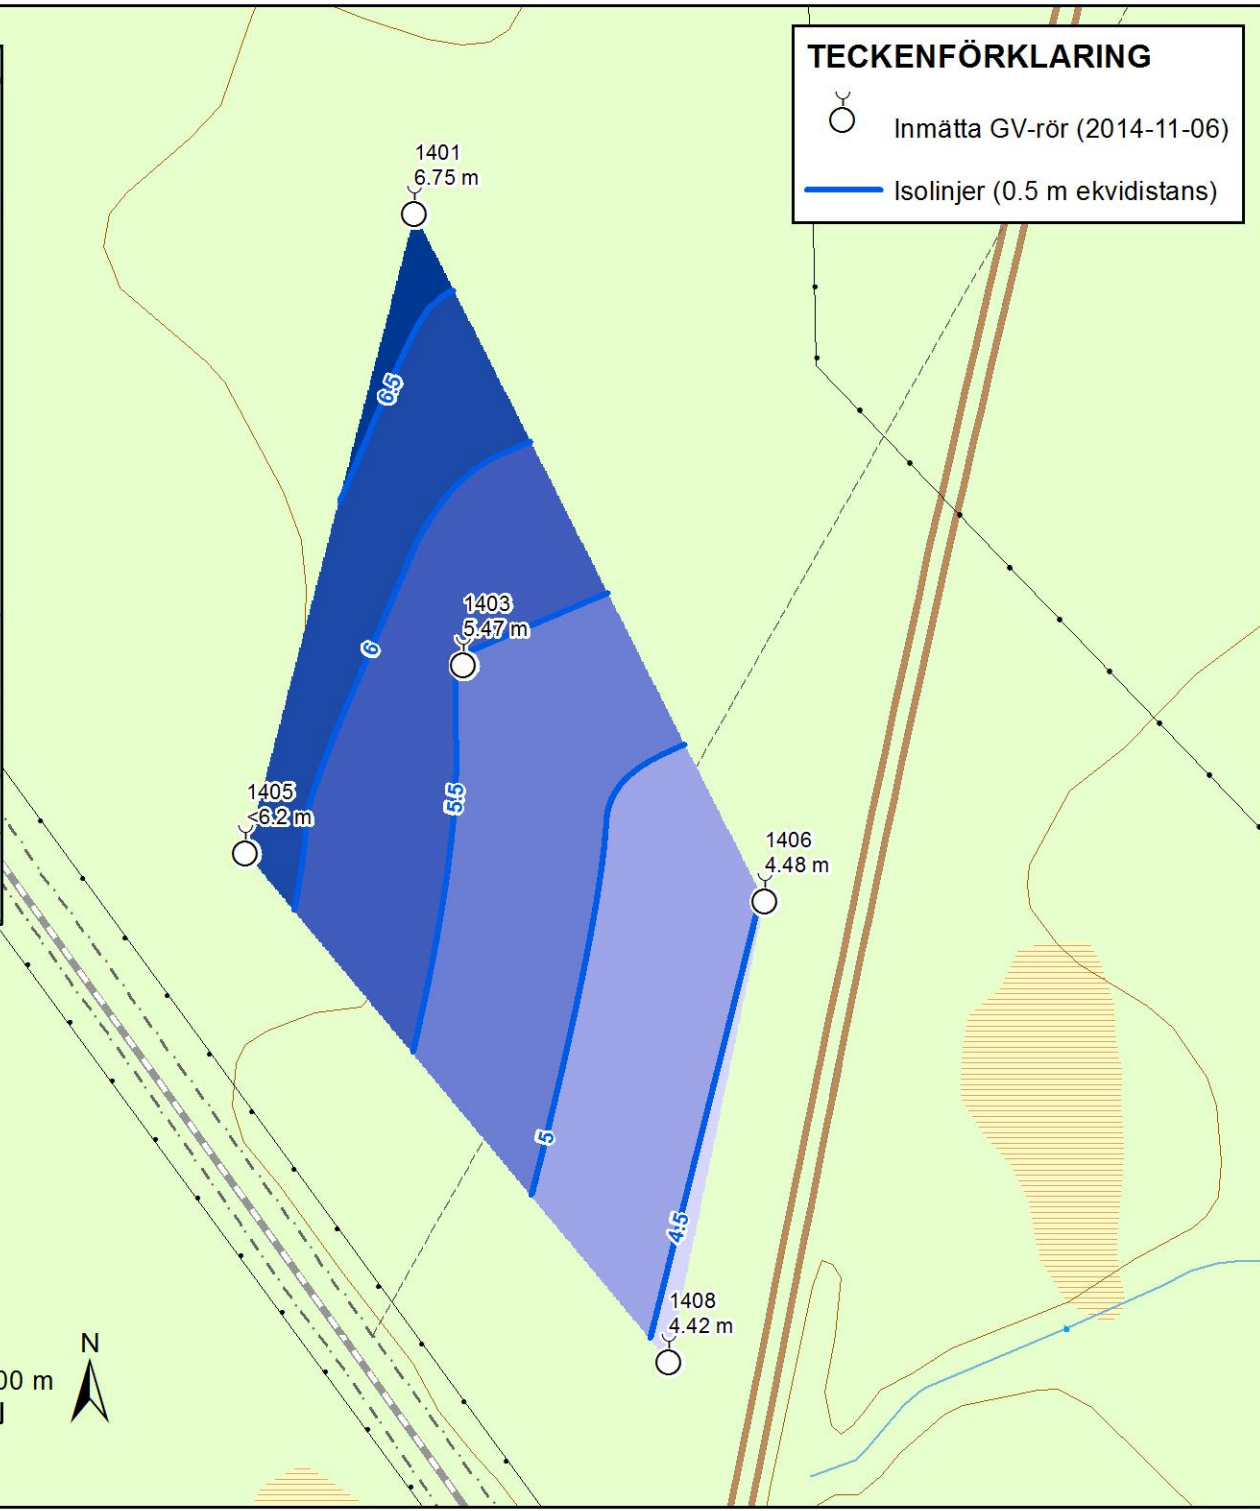 TECKENFÖRKLARING
Inmätta GV-rör (2014-11-06)
Isolinjer (0.5 m ekvidistans)
1401
6.75 m
6.5
1403
5.47 m
6
1405
<6.2 m
5.5
1406
4.48 m
5
4.5
1408
4.42 m
N
00 m